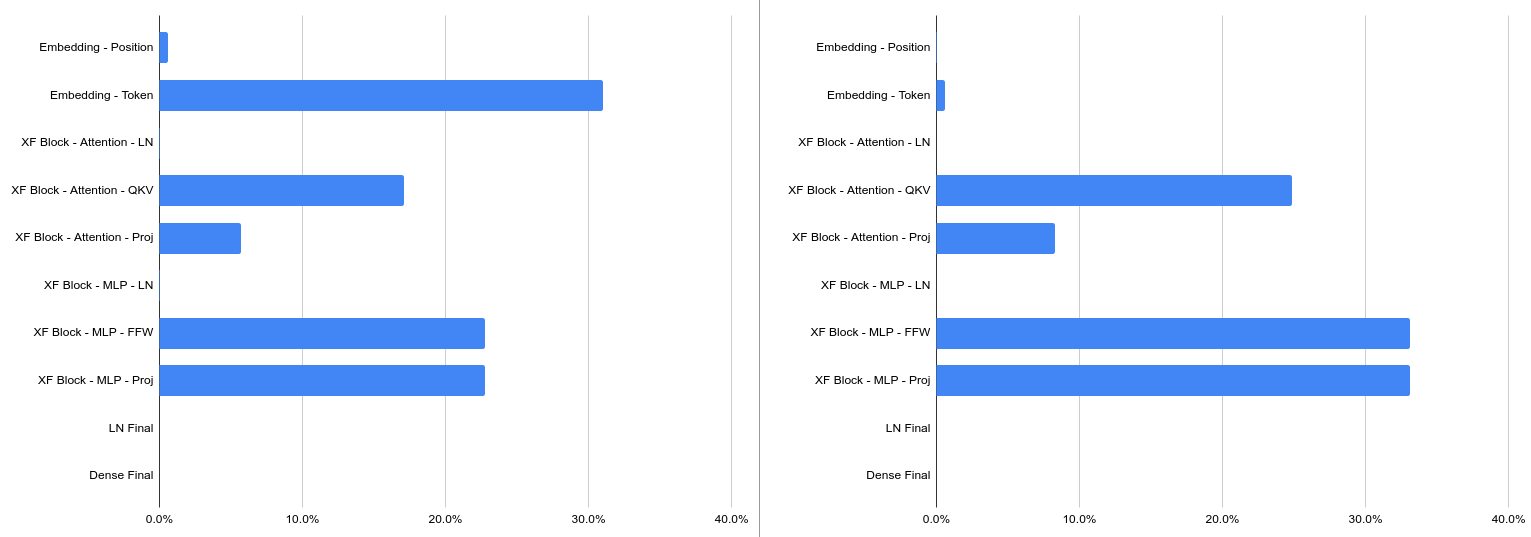 Embedding - Position
Embedding - Token
XF Block - Attention - LN
XF Block - Attention - QKV
XF Block - Attention - Proj
XF Block - MLP - LN
XF Block - MLP - FFW
XF Block - MLP - Proj
LN Final
Dense Final
0.0% 10.0% 20.0% 30.0% 40.0%
Embedding - Position
Embedding - Token
XF Block - Attention - LN
XF Block - Attention - QKV
XF Block - Attention - Proj
XF Block - MLP - LN
XF Block - MLP - FFW
XF Block - MLP - Proj
LN Final
Dense Final
0.0% 10.0% 20.0% 30.0% 40.0%